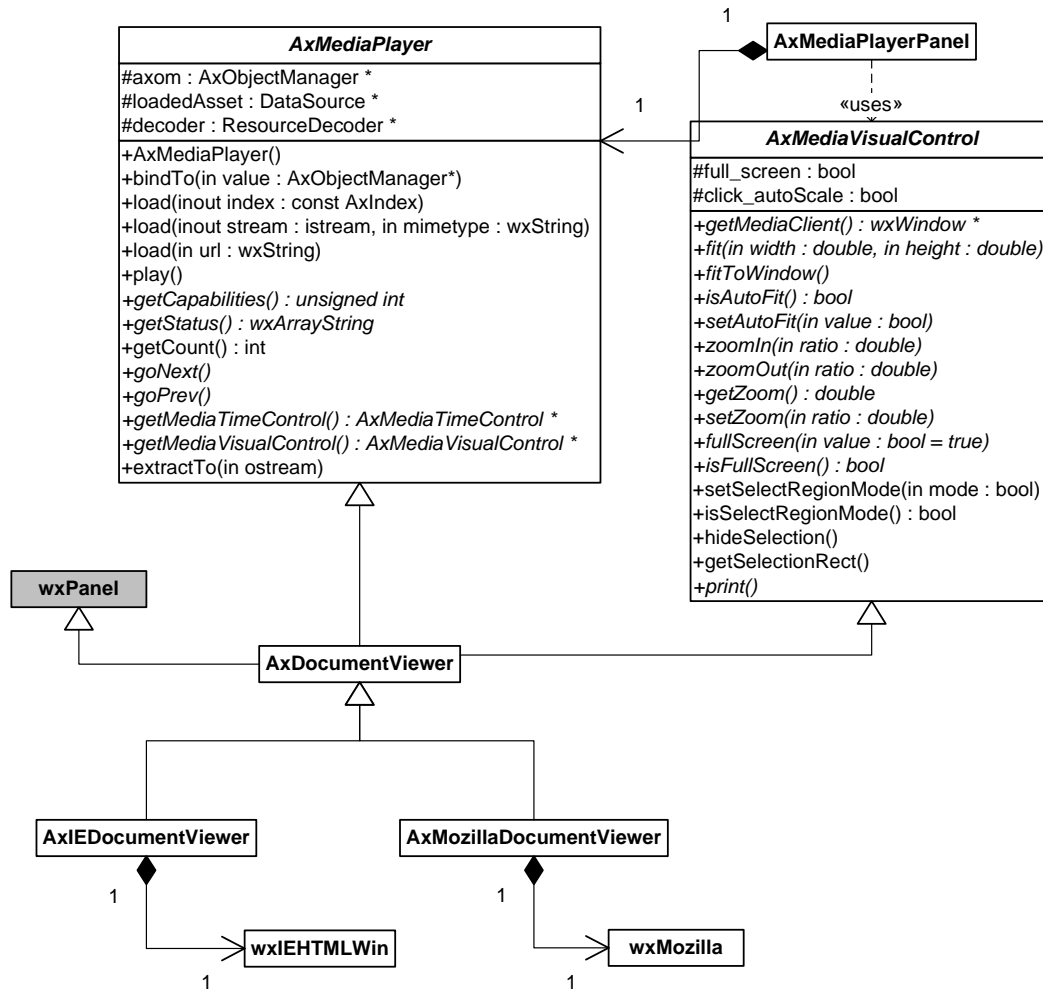 AxMediaPlayer
#axom : AxObjectManager *
#loadedAsset : DataSource *
#decoder : ResourceDecoder *
+AxMediaPlayer()
+bindTo(in value : AxObjectManager*)
+load(inout index : const AxIndex)
+load(inout stream : istream, in mimetype : wxString)
+load(in url : wxString)
+play()
+getCapabilities() : unsigned int
+getStatus() : wxArrayString
+getCount() : int
+goNext()
+goPrev()
+getMediaTimeControl() : AxMediaTimeControl *
+getMediaVisualControl() : AxMediaVisualControl *
+extractTo(in ostream)
1
AxMediaPlayerPanel
1
«uses»
AxMediaVisualControl
#full_screen : bool
#click_autoScale : bool
+getMediaClient() : wxWindow *
+fit(in width : double, in height : double)
+fitToWindow()
+isAutoFit() : bool
+setAutoFit(in value : bool)
+zoomIn(in ratio : double)
+zoomOut(in ratio : double)
+getZoom() : double
+setZoom(in ratio : double)
+fullScreen(in value : bool = true)
+isFullScreen() : bool
+setSelectRegionMode(in mode : bool)
+isSelectRegionMode() : bool
+hideSelection()
+getSelectionRect()
+print()
wxPanel
AxDocumentViewer
AxIEDocumentViewer
AxMozillaDocumentViewer
1
1
wxIEHTMLWin
wxMozilla
1
1